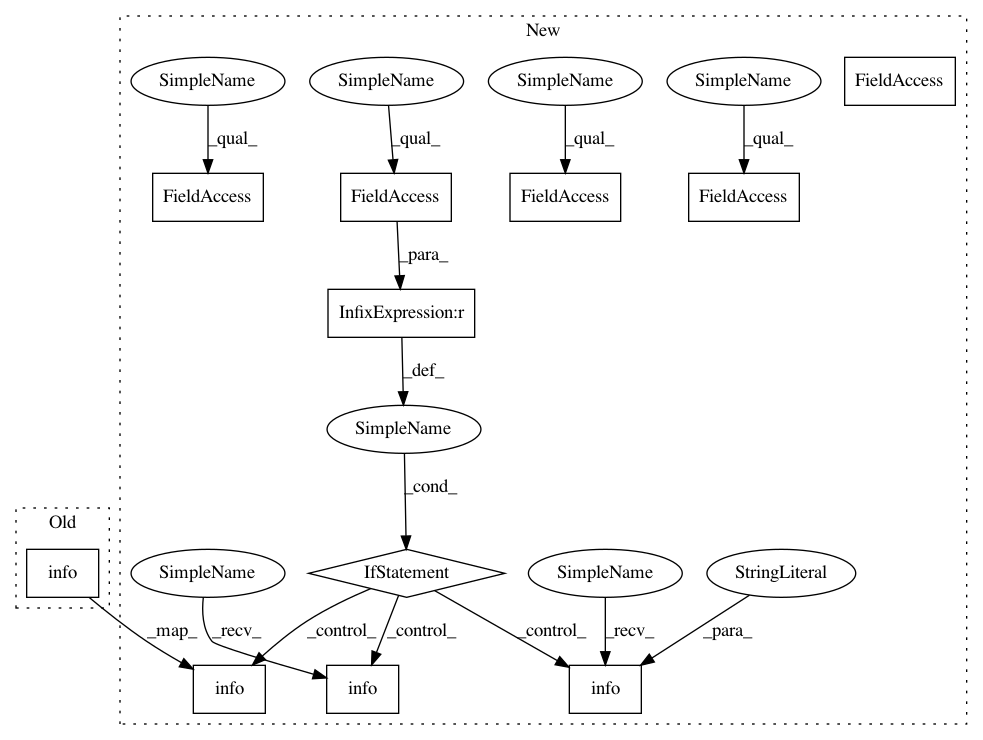 New
SimpleName SimpleName SimpleName SimpleName FieldAccess
_qual_ _qual_ _qual_ _qual_
FieldAccess FieldAccess FieldAccess FieldAccess
_para_
InfixExpression:r
_def_
SimpleName
_cond_
Old
info SimpleName IfStatement SimpleName StringLiteral
_map_ _recv_ _control_ _control_ _control_ _recv_ _para_
info info info